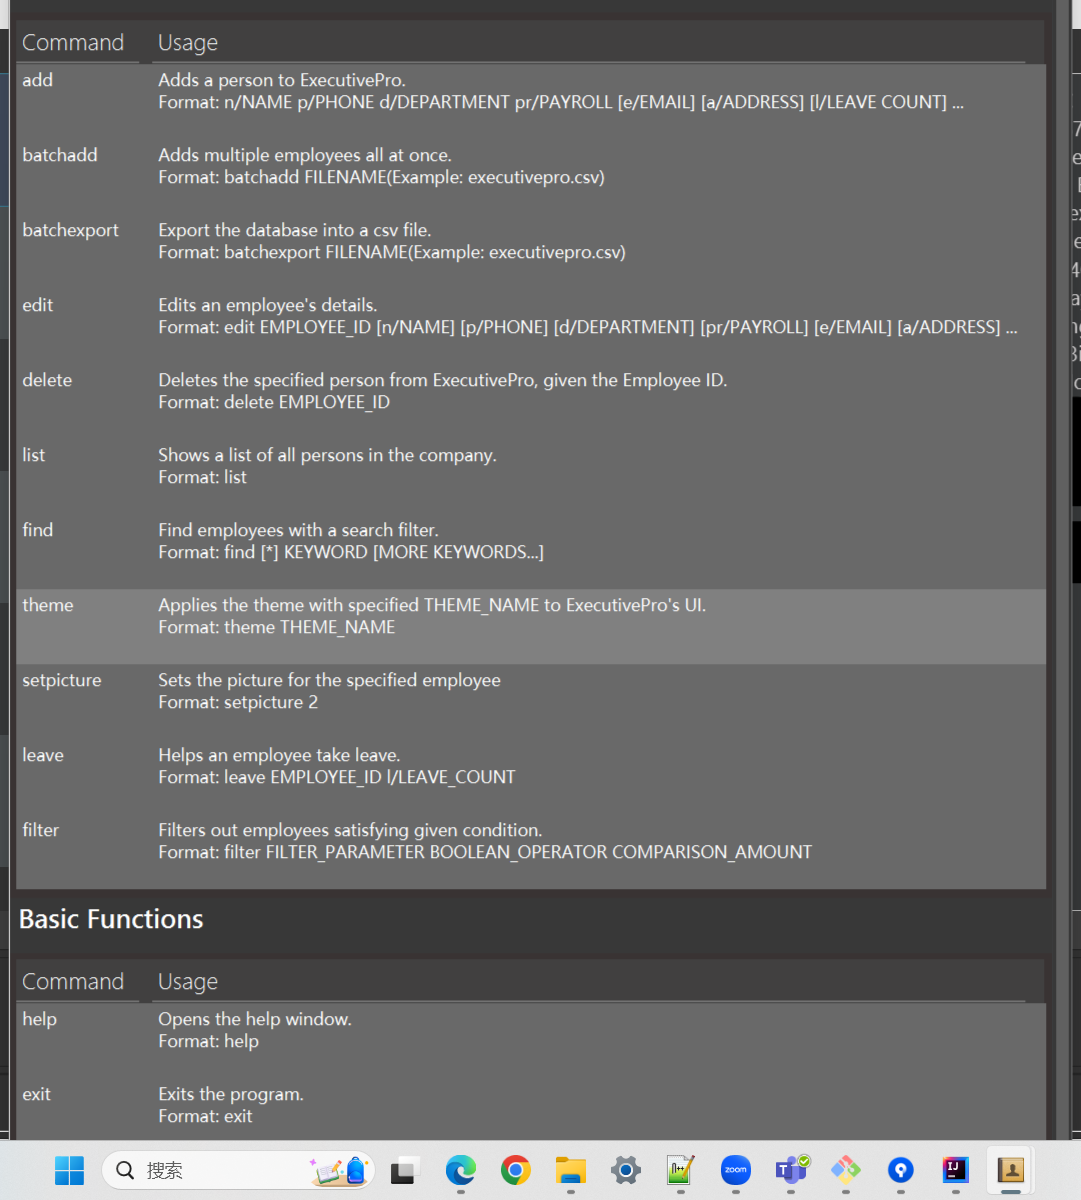 Command Usage
add Adds a person to ExecutivePro.
Format: n/NAME p/PHONE d/DEPARTMENT pr/PAYROLL [e/EMAIL] [a/ADDRESS] [l/LEAVE COUNT] ...
batchadd Adds multiple employees all at once.
Format: batchadd FILENAME(Example: executivepro.csv)
batchexport Export the database into a csv file.
Format: batchexport FILENAME(Example: executivepro.csv)
edit Edits an employee's details.
Format: edit EMPLOYEE_ID [n/NAME] [p/PHONE] [d/DEPARTMENT] [pr/PAYROLL] [e/EMAIL] [a/ADDRESS] ...
delete Deletes the specified person from ExecutivePro, given the Employee ID.
Format: delete EMPLOYEE_ID
list Shows a list of all persons in the company.
Format: list
find Find employees with a search filter.
Format: find [*] KEYWORD [MORE KEYWORDS...]
theme Applies the theme with specified THEME_NAME to ExecutivePro's UI.
Format: theme THEME_NAME
setpicture Sets the picture for the specified employee
Format: setpicture 2
leave Helps an employee take leave.
Format: leave EMPLOYEE_ID l/LEAVE_COUNT
filter Filters out employees satisfying given condition.
Format: filter FILTER_PARAMETER BOOLEAN_OPERATOR COMPARISON_AMOUNT
Basic Functions
Command Usage
help Opens the help window.
Format: help
exit Exits the program.
Format: exit
搜索
zoom